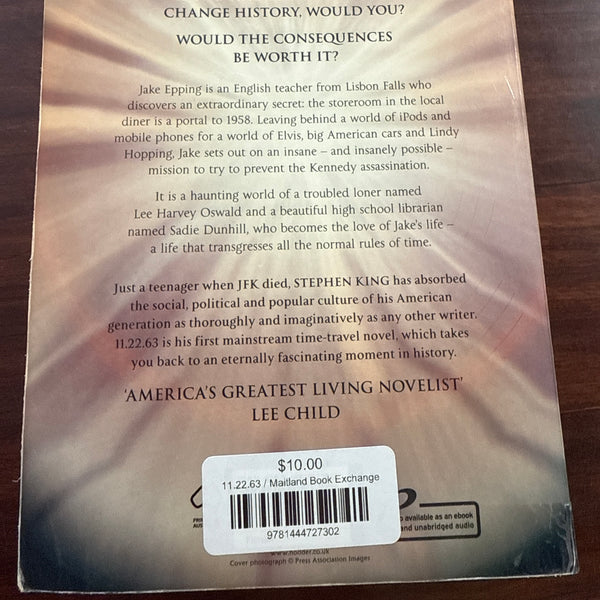 CHANGE HISTORY, WOULD YOU?
WOULD THE CONSEQUENCES
BE WORTH IT?
Jake Epping is an English teacher from Lisbon Falls who
discovers an extraordinary secret: the storeroom in the local
diner is a portal to 1958. Leaving behind a world of iPods and
mobile phones for a world of Elvis, big American cars and Lindy
Hopping, Jake sets out on an insane – and insanely possible –
mission to try to prevent the Kennedy assassination.
It is a haunting world of a troubled loner named
Lee Harvey Oswald and a beautiful high school librarian
named Sadie Dunhill, who becomes the love of Jake's life –
a life that transgresses all the normal rules of time.
Just a teenager when JFK died, STEPHEN KING has absorbed
the social, political and popular culture of his American
generation as thoroughly and imaginatively as any other writer.
11.22.63 is his first mainstream time-travel novel, which takes
you back to an eternally fascinating moment in history.
'AMERICA'S GREATEST LIVING NOVELIST'
LEE CHILD
$10.00
11.22.63 / Maitland Book Exchange
9781444727302
available as an ebook
and unabridged audio
www.hodder.co.uk
Cover photograph © Press Association Images